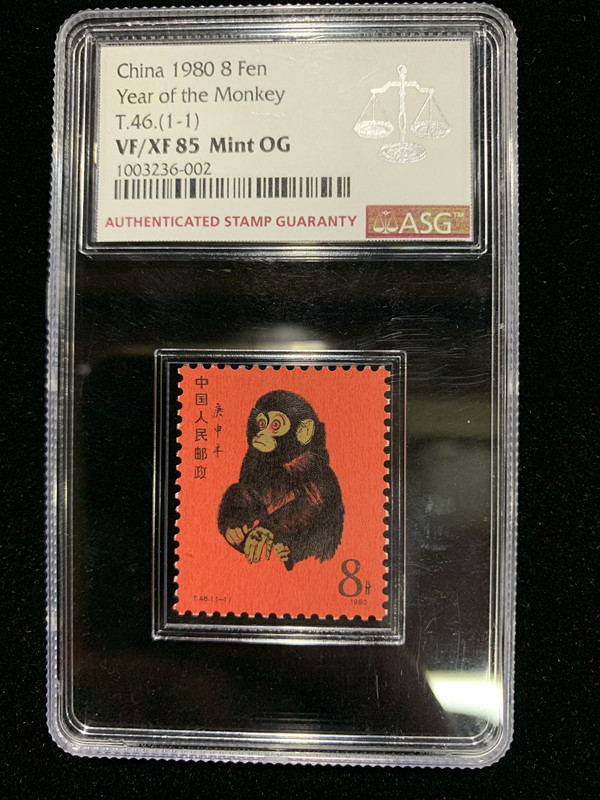 China 1980 8 Fen
Year of the Monkey
T.46.(1-1)
VF/XF 85 Mint OG
1003236-002
AUTHENTICATED STAMP GUARANTY
ASG™
中国人民邮政
庚申年
8分
T.46.(1-1)
1980